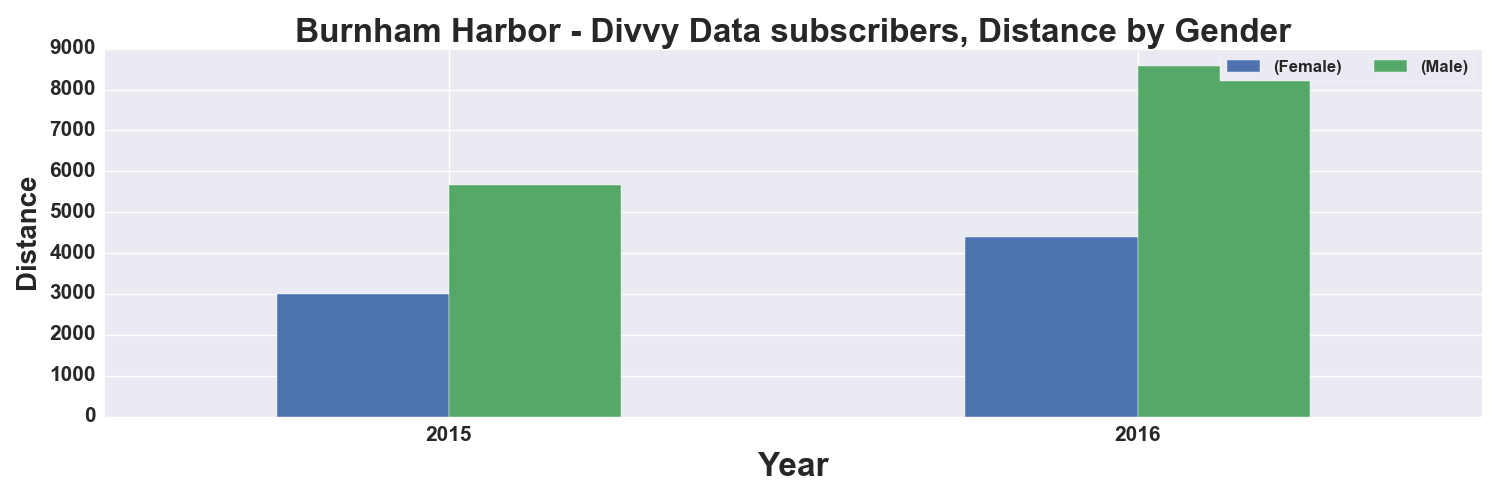 Burnham Harbor - Divvy Data subscribers, Distance by Gender
9000
(Female) (Male)
8000
7000
6000
5000
4000
3000
2000
1000
0
Distance
2015 2016
Year